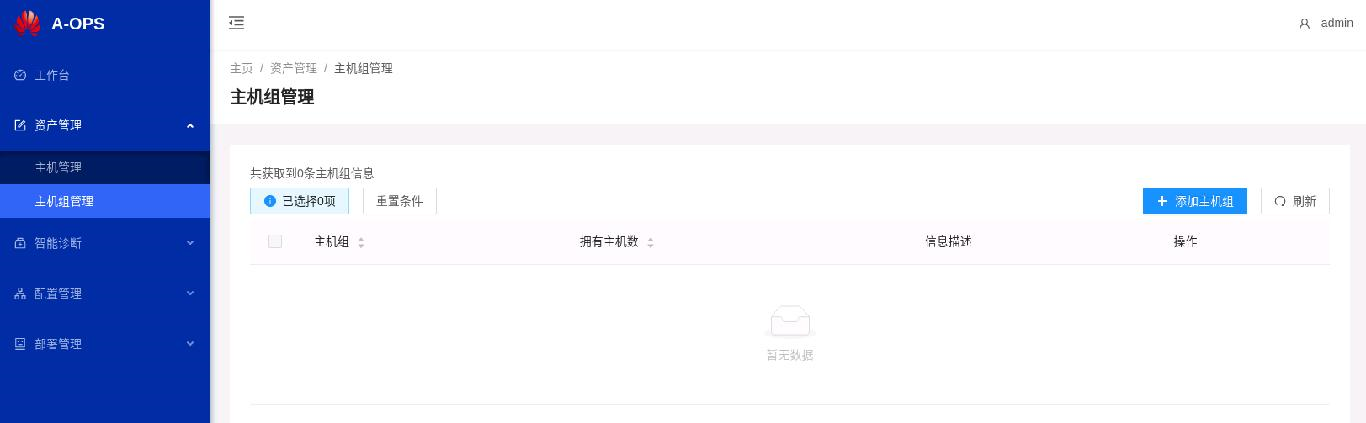 A-OPS
admin
工作台
资产管理
主机管理
主机组管理
智能诊断
配置管理
部署管理
主页 / 资产管理 / 主机组管理
主机组管理
共获取到0条主机组信息
已选择0项 重置条件 添加主机组 刷新
主机组 拥有主机数 信息描述 操作
暂无数据